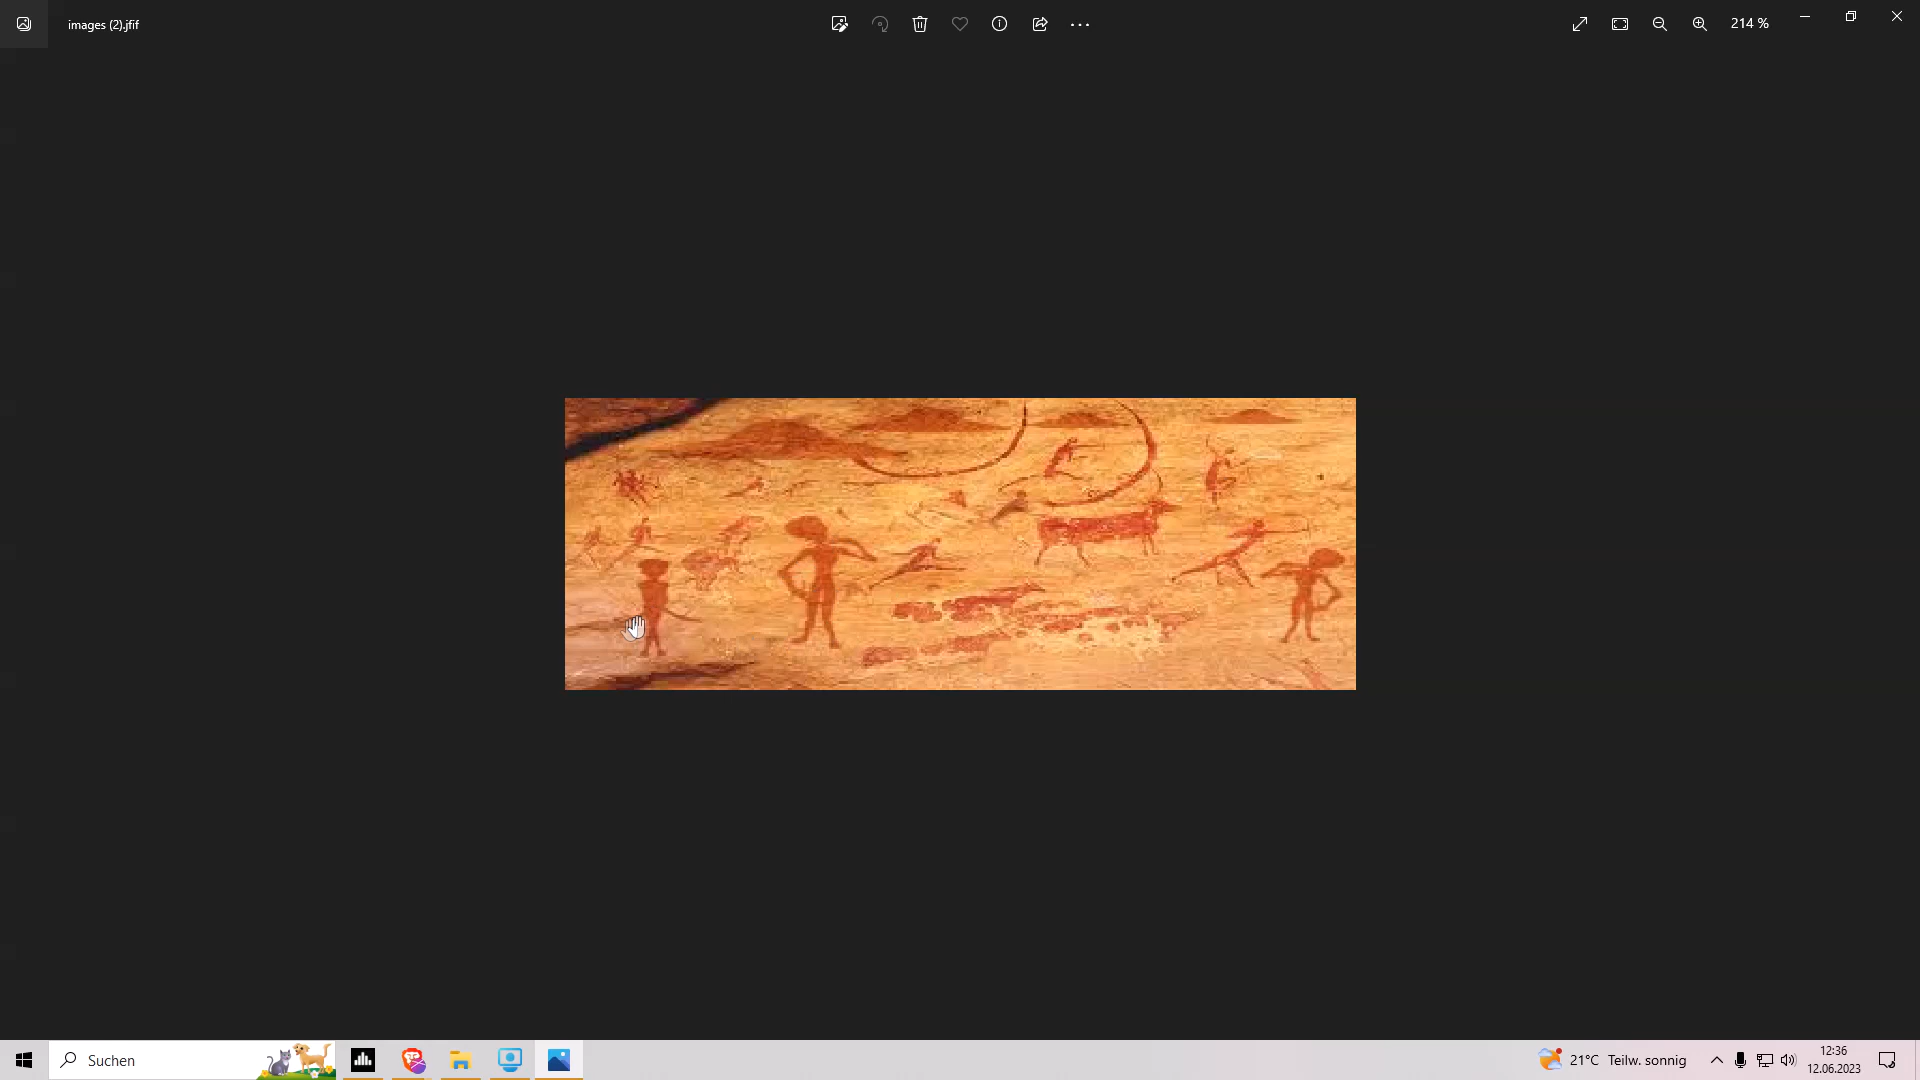 images (2).jfif
214 %
Suchen
21°C Teilw. sonnig
12:36
12.06.2023